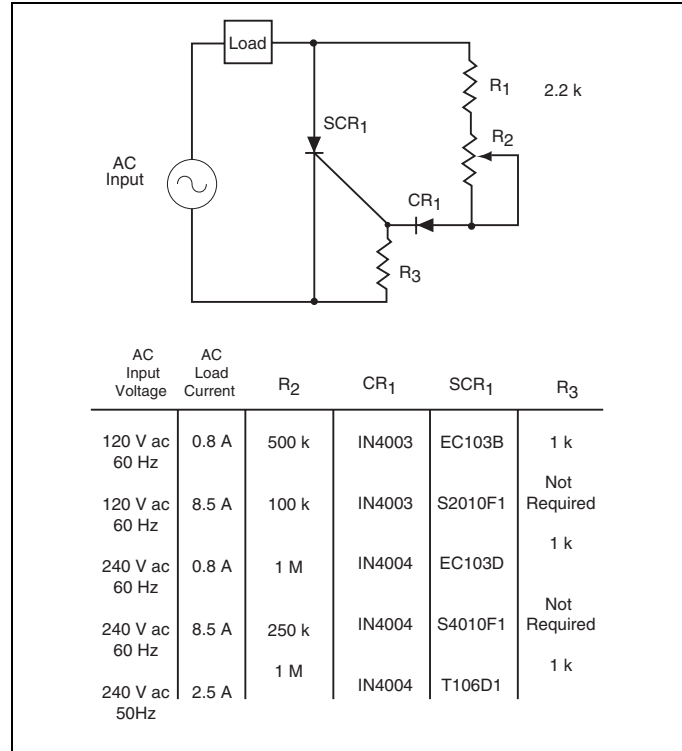 Load
R1
2.2 k
SCR1
R2
AC
Input
CR1
R3
AC
Input
Voltage
AC
Load
Current
R2
CR1
SCR1
R3
120 V ac
60 Hz
0.8 A
500 k
IN4003
EC103B
1 k
120 V ac
60 Hz
8.5 A
100 k
IN4003
S2010F1
Not
Required
240 V ac
60 Hz
0.8 A
1 M
IN4004
EC103D
1 k
240 V ac
60 Hz
8.5 A
250 k
IN4004
S4010F1
Not
Required
240 V ac
50Hz
2.5 A
1 M
IN4004
T106D1
1 k